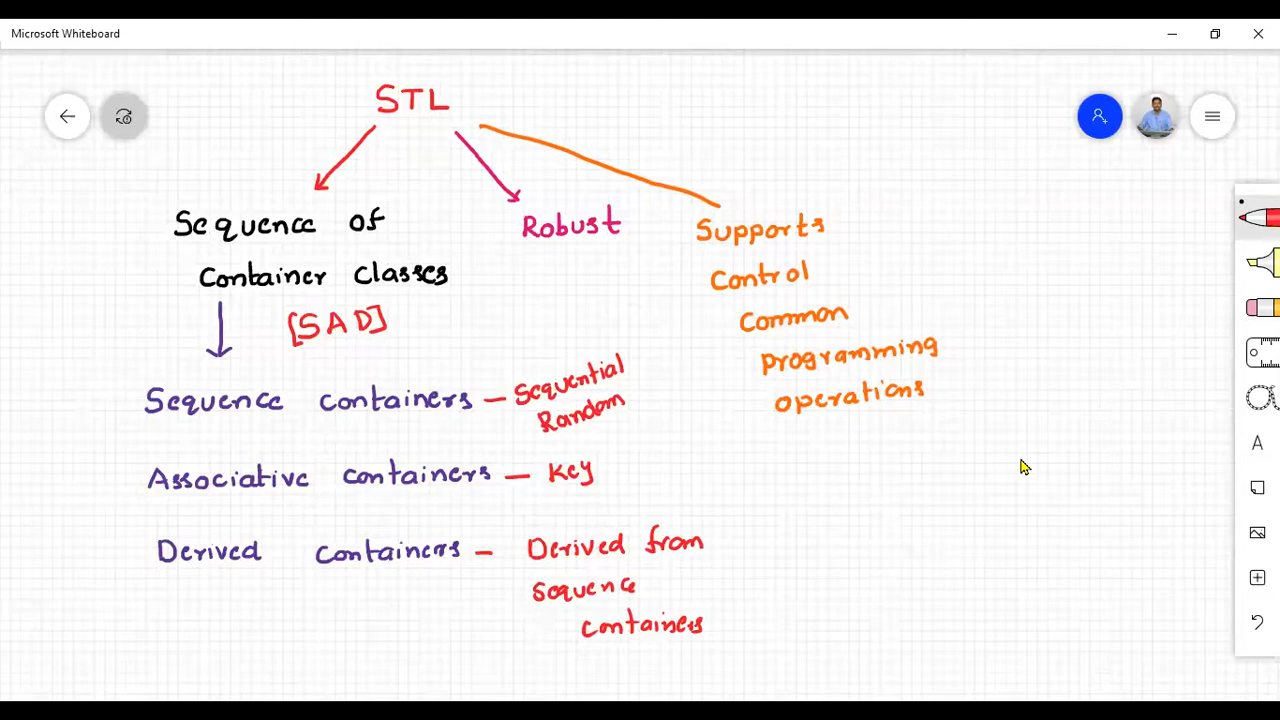 Microsoft Whiteboard
STL
Sequence of
Container classes
[SAD]
Robust
Supports
Control
Common
programming
operations
Sequence containers – Sequential
Random
Associative containers – Key
Derived containers – Derived from
sequence
containers
A